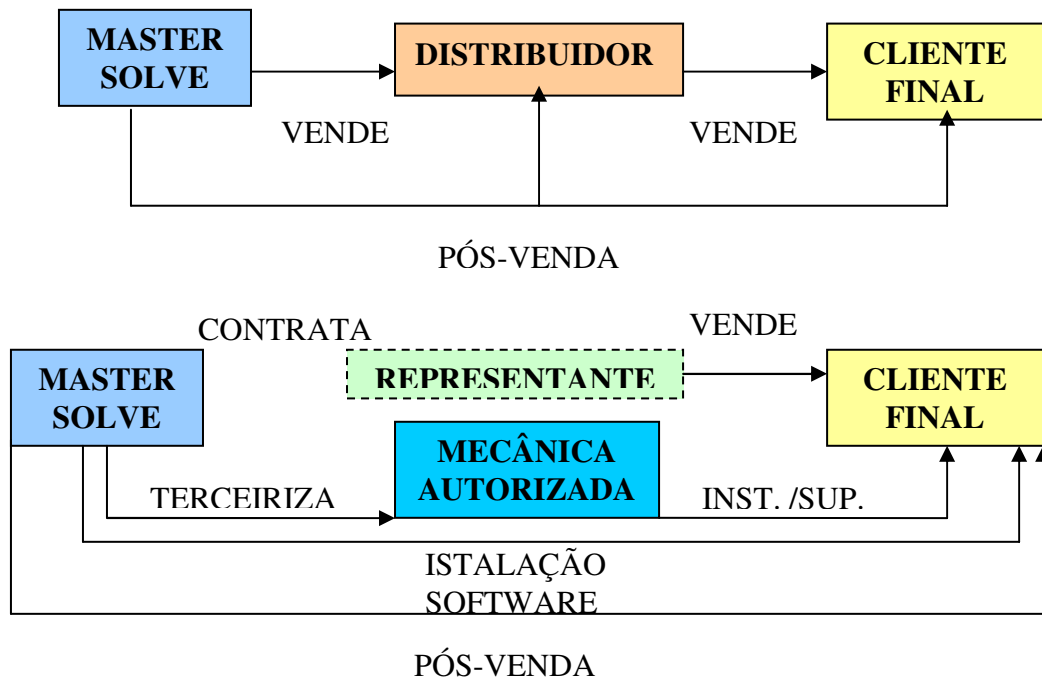 MASTER
SOLVE
DISTRIBUIDOR
CLIENTE
FINAL
VENDE
VENDE
PÓS-VENDA
CONTRATA
VENDE
MASTER
SOLVE
REPRESENTANTE
CLIENTE
FINAL
MECÂNICA
AUTORIZADA
TERCEIRIZA
INST. /SUP.
ISTALAÇÃO
SOFTWARE
PÓS-VENDA